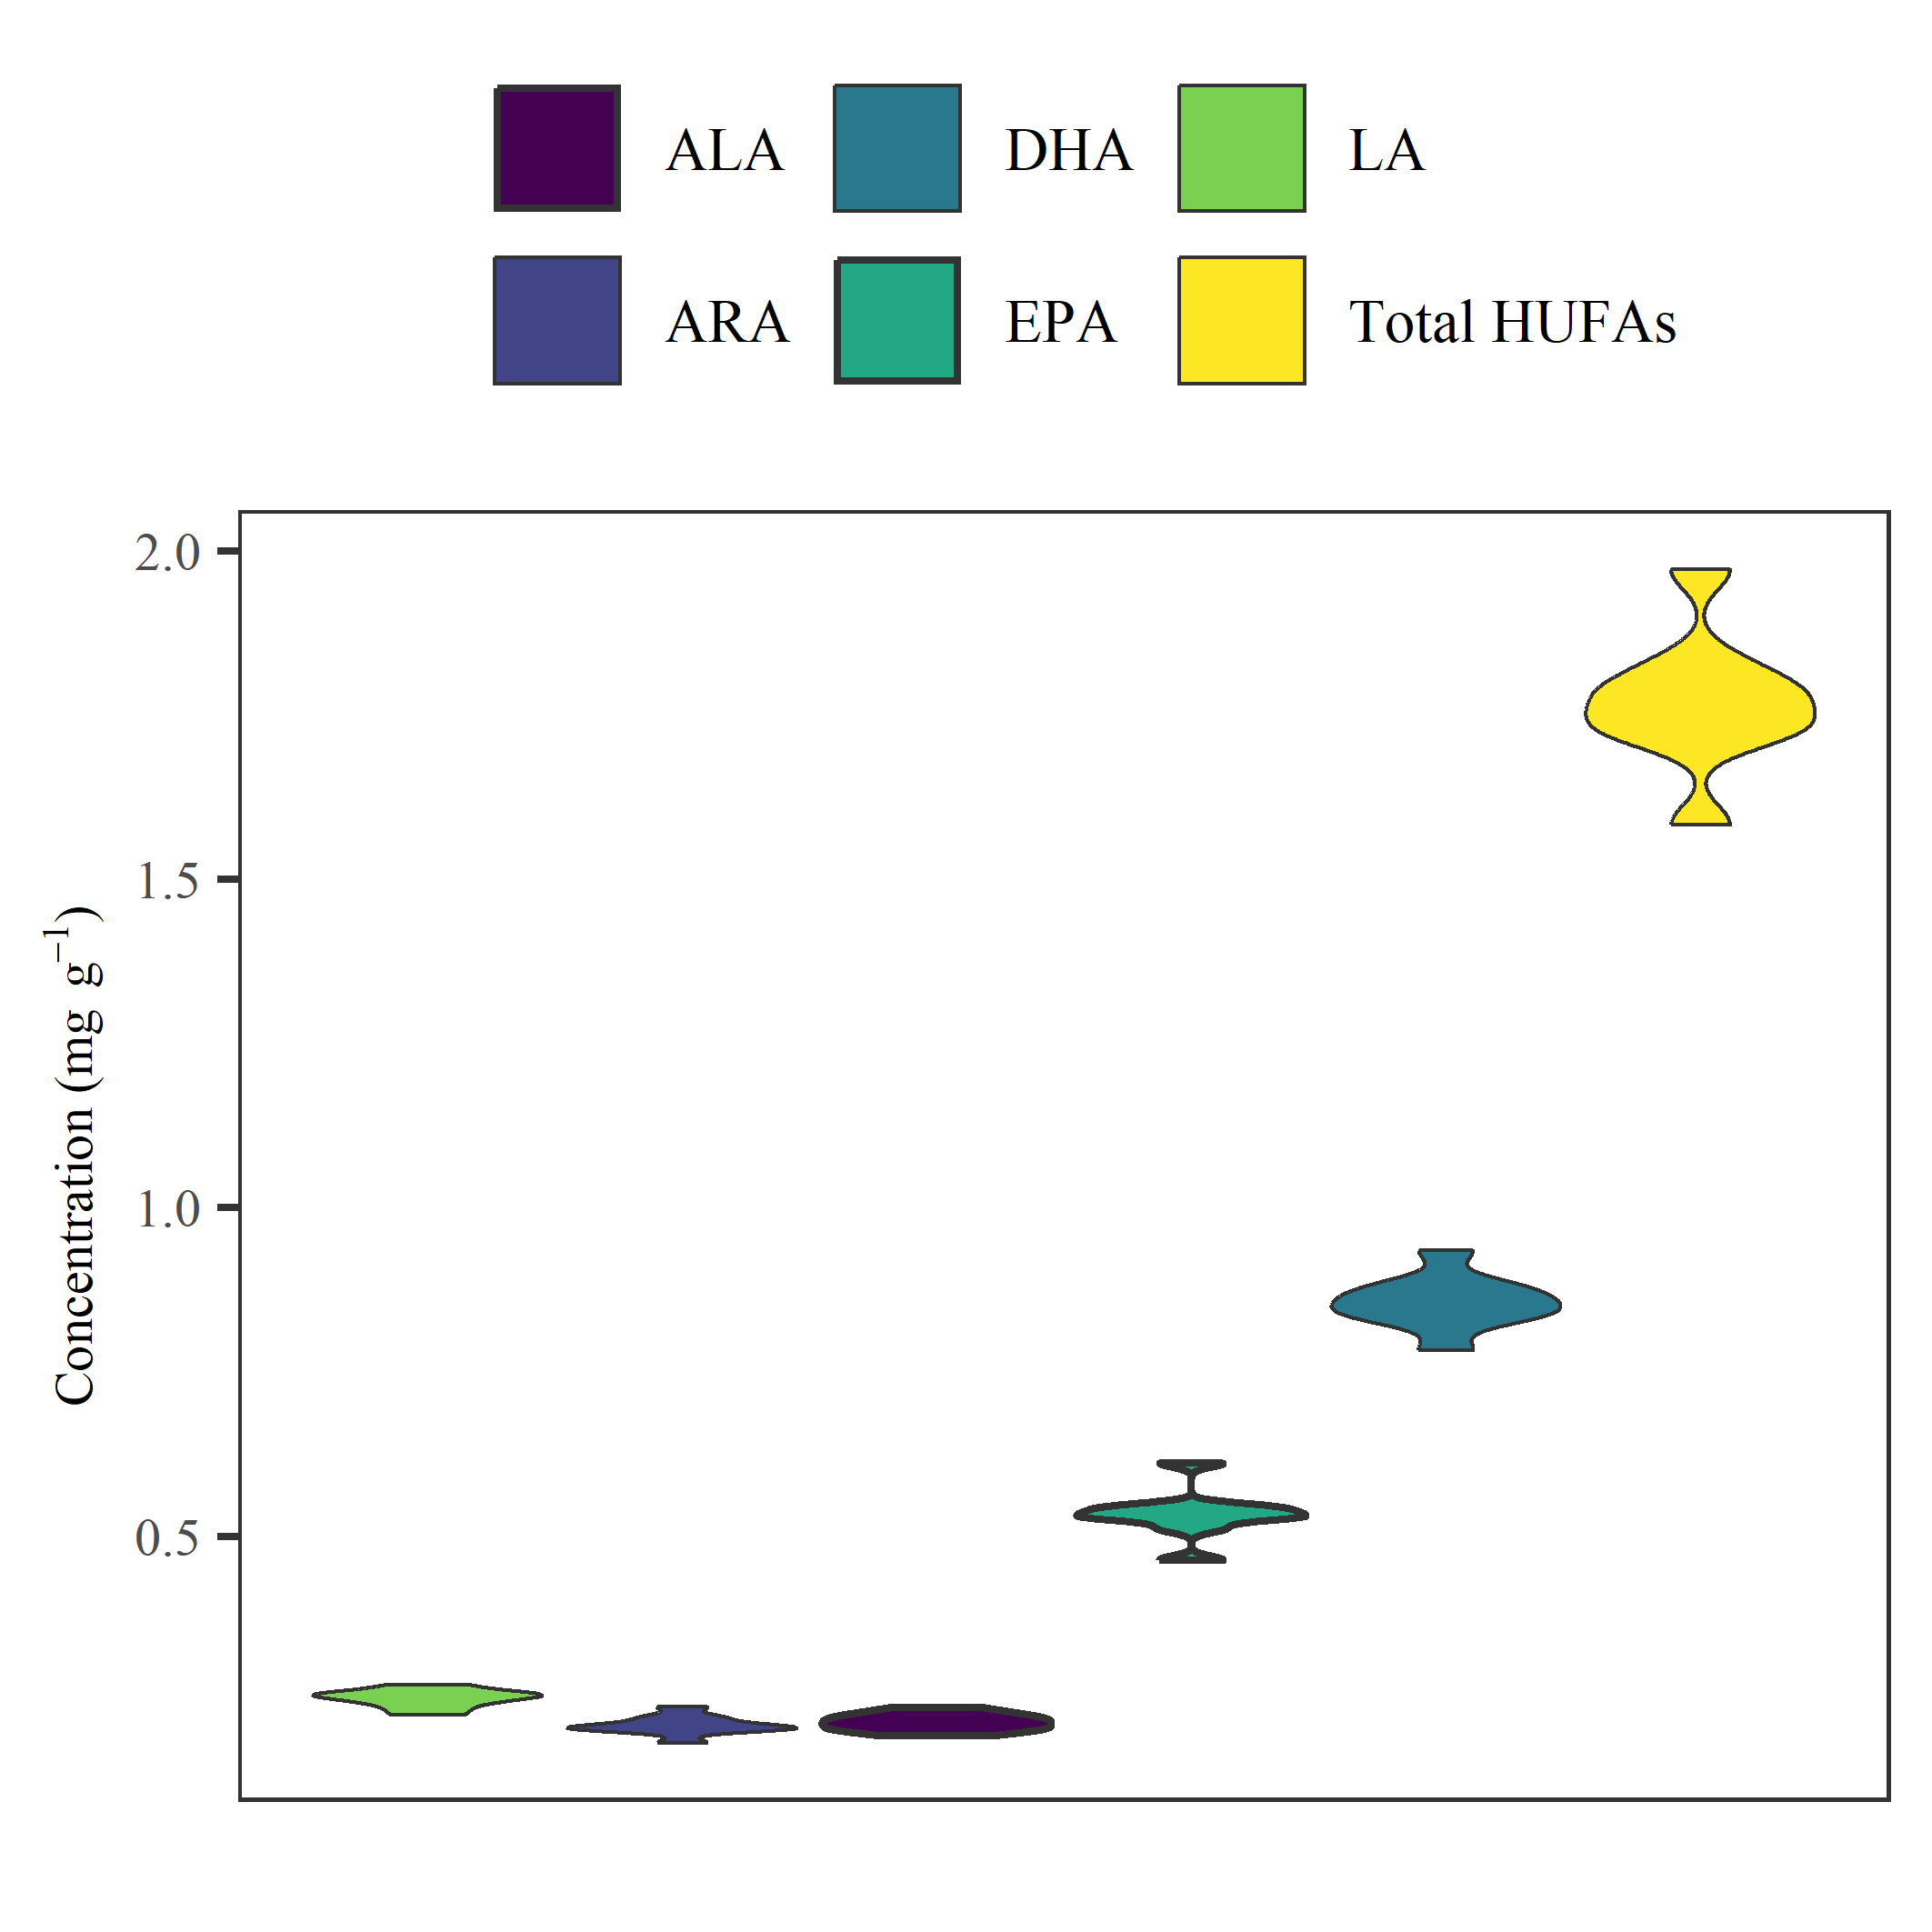 ALA DHA LA
ARA EPA Total HUFAs
2.0
1.5
1.0
0.5
Concentration (mg g⁻¹)